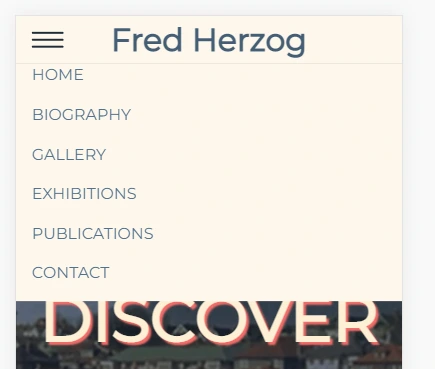 Fred Herzog
HOME
BIOGRAPHY
GALLERY
EXHIBITIONS
PUBLICATIONS
CONTACT
DISCOVER